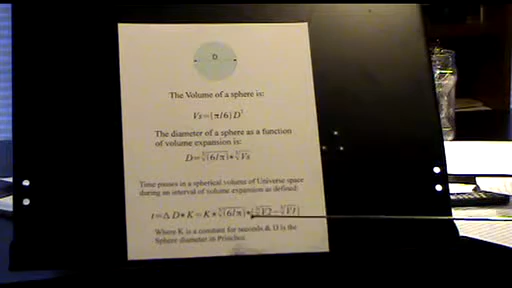 D
The Volume of a sphere is:
Vs=(π/6)D³
The diameter of a sphere as a function
of volume expansion is:
D=∛(6/π)*∛Vs
Time passes in a spherical volume of Universe space
during an interval of volume expansion as defined:
t=ΔD*K=K*∛(6/π)*[∛V2-∛V1]
Where K is a constant for seconds & D is the
Sphere diameter in